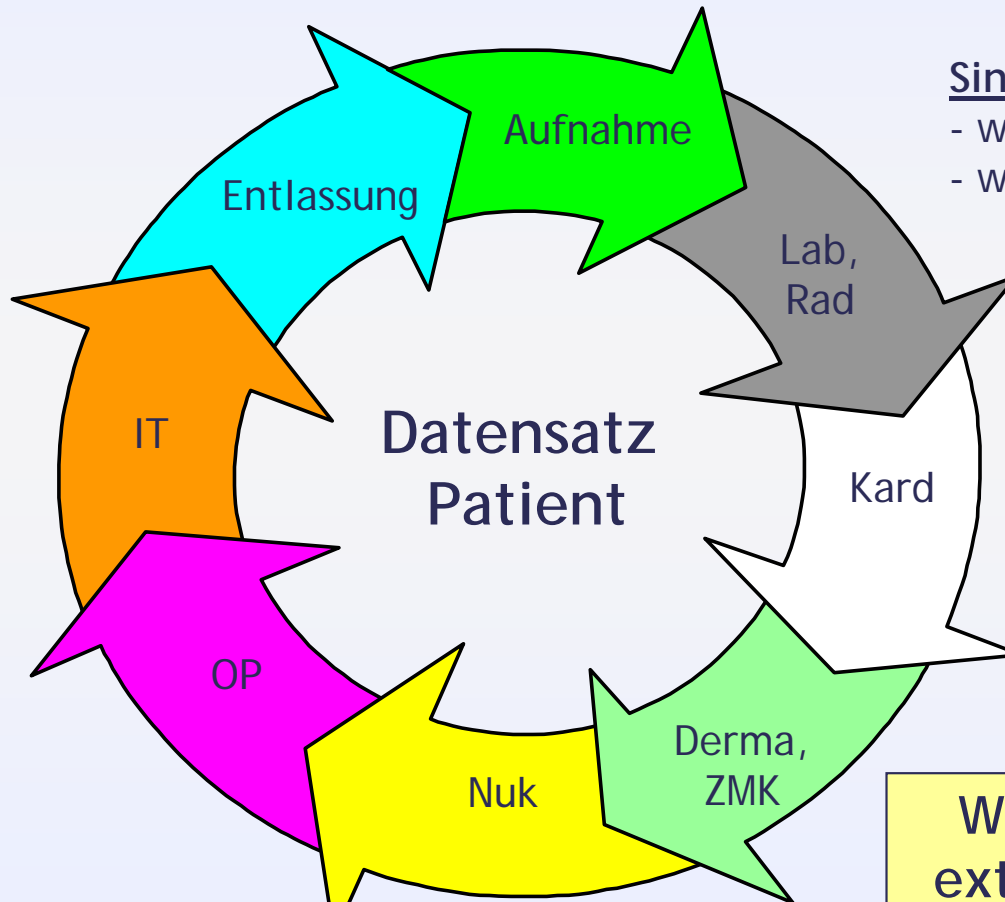 Aufnahme
Entlassung
Lab,
Rad
IT
Datensatz
Patient
Kard
OP
Derma,
ZMK
Nuk